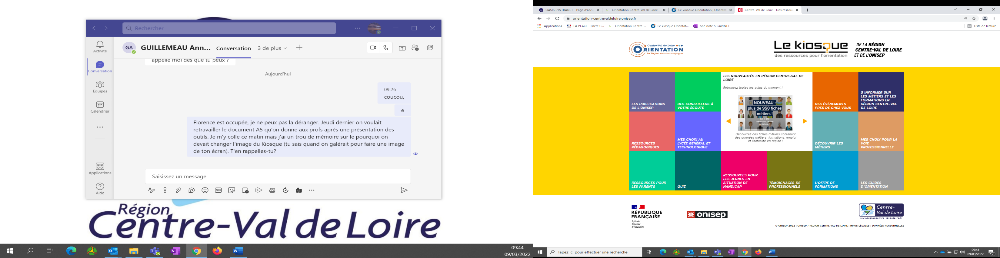 Rechercher
Activité
Conversation
Équipes
Calendrier
Applications
Aide
GA
GUILLEMEAU Ann...
Conversation
3 de plus
appelle moi des que tu peux ?
Aujourd'hui
09:26
coucou,
e
Florence est occupée, je ne peux pas la déranger. Jeudi dernier on voulait
retravailler le document A5 qu'on donne aux profs après une présentation des
outils. Je m'y colle ce matin mais j'ai un trou de mémoire sur le pourquoi on
devait changer l'image du Kiosque (tu sais quand on galérait pour faire une image
de ton écran). T'en rappelles-tu?
Saisissez un message
GIF
Région
Centre-Val de Loire
09:44
09/03/2022
OASIS L'INTRANET - Page d'accu
Orientation Centre-Val de Loire
Le kiosque Orientation | Orientat
Centre-Val de Loire - Des ressour
orientation-centrevaldeloire.onisep.fr
Applications
LA PLACE - Pacte C...
Orientation Centre-...
Le kiosque Orientat...
one note S GAVINET
Liste de lecture
Centre-Val de Loire
ORIENTATION
La Région vous accompagne
Le kiosque
des ressources pour l'orientation
DE LA RÉGION
CENTRE-VAL DE LOIRE
ET DE L'ONISEP
LES PUBLICATIONS
DE L'ONISEP
DES CONSEILLERS À
VOTRE ÉCOUTE
LES NOUVEAUTÉS EN RÉGION CENTRE-VAL DE
LOIRE
Retrouvez toutes les actus du moment !
NOUVEAU :
plus de 950 fiches
métiers !
Découvrez des fiches métiers contenant
des données métiers, formations, emploi
et l'actualité en région !
DES ÉVÈNEMENTS
PRÈS DE CHEZ VOUS
S'INFORMER SUR
LES MÉTIERS ET LES
FORMATIONS EN
RÉGION CENTRE-VAL
DE LOIRE
RESSOURCES
PÉDAGOGIQUES
MES CHOIX AU
LYCÉE GÉNÉRAL ET
TECHNOLOGIQUE
DÉCOUVRIR LES
MÉTIERS
MES CHOIX POUR LA
VOIE
PROFESSIONNELLE
RESSOURCES POUR
LES PARENTS
QUIZ
RESSOURCES POUR
LES JEUNES EN
SITUATION DE
HANDICAP
TÉMOIGNAGES DE
PROFESSIONNELS
L'OFFRE DE
FORMATIONS
LES GUIDES
D'ORIENTATION
RÉPUBLIQUE
FRANÇAISE
Liberté
Égalité
Fraternité
onisep
Centre-
Val de Loire
www.regioncentre-valdeloire.fr
© ONISEP 2022 | ONISEP / REGION CENTRE VAL-DE-LOIRE | INFOS LÉGALES | DONNÉES PERSONNELLES
Tapez ici pour effectuer une recherche
09:44
09/03/2022